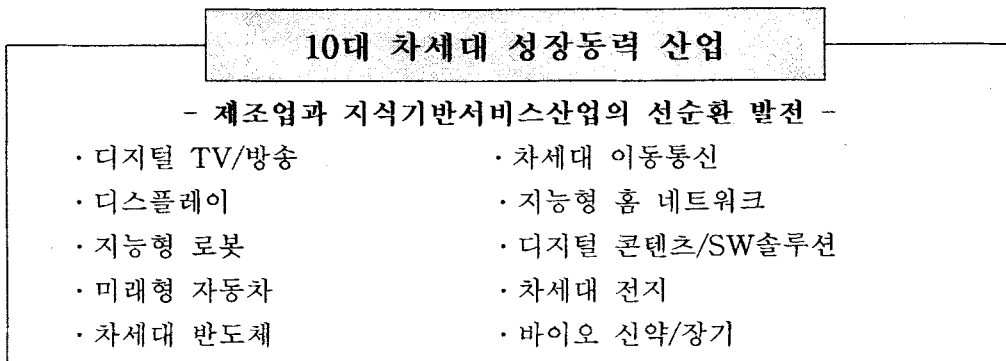 10대 차세대 성장동력 산업
- 제조업과 지식기반서비스산업의 선순환 발전 -
· 디지털 TV/방송 · 차세대 이동통신
· 디스플레이 · 지능형 홈 네트워크
· 지능형 로봇 · 디지털 콘텐츠/SW솔루션
· 미래형 자동차 · 차세대 전지
· 차세대 반도체 · 바이오 신약/장기